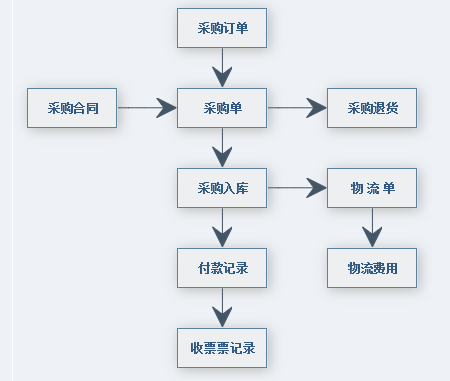 采购订单
采购合同
采购单
采购退货
采购入库
物 流 单
付款记录
物流费用
收票票记录